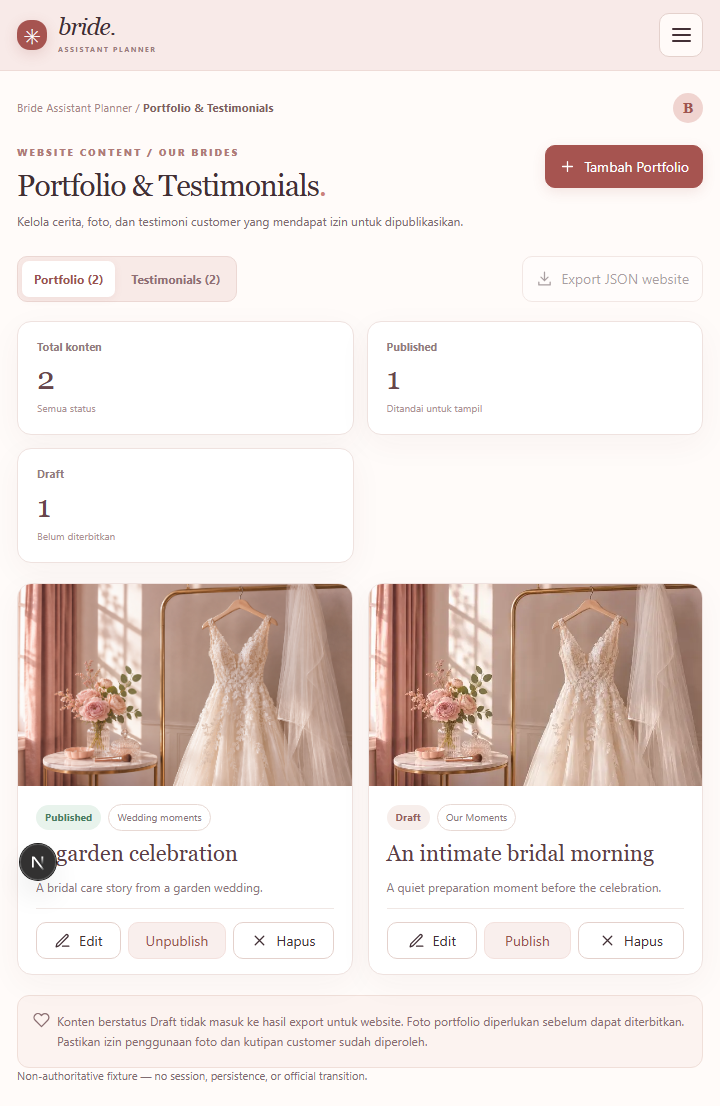 bride.
ASSISTANT PLANNER
Bride Assistant Planner / Portfolio & Testimonials
B
WEBSITE CONTENT / OUR BRIDES
Portfolio & Testimonials.
Tambah Portfolio
Kelola cerita, foto, dan testimoni customer yang mendapat izin untuk dipublikasikan.
Portfolio (2)
Testimonials (2)
Export JSON website
Total konten
2
Semua status
Published
1
Ditandai untuk tampil
Draft
1
Belum diterbitkan
Published
Wedding moments
garden celebration
A bridal care story from a garden wedding.
Edit
Unpublish
Hapus
Draft
Our Moments
An intimate bridal morning
A quiet preparation moment before the celebration.
Edit
Publish
Hapus
N
Konten berstatus Draft tidak masuk ke hasil export untuk website. Foto portfolio diperlukan sebelum dapat diterbitkan.
Pastikan izin penggunaan foto dan kutipan customer sudah diperoleh.
Non-authoritative fixture — no session, persistence, or official transition.